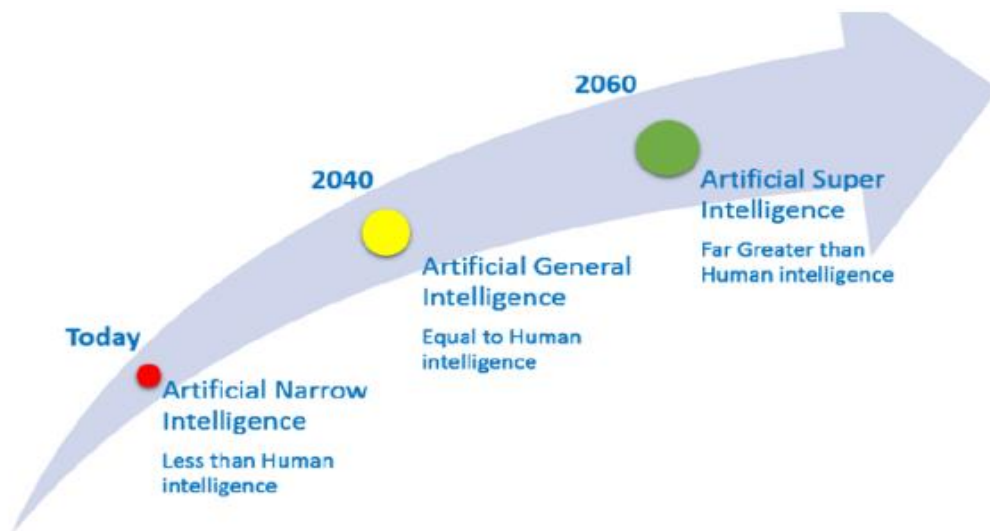 Today
Artificial Narrow
Intelligence
Less than Human
intelligence
2040
Artificial General
Intelligence
Equal to Human
intelligence
2060
Artificial Super
Intelligence
Far Greater than
Human intelligence